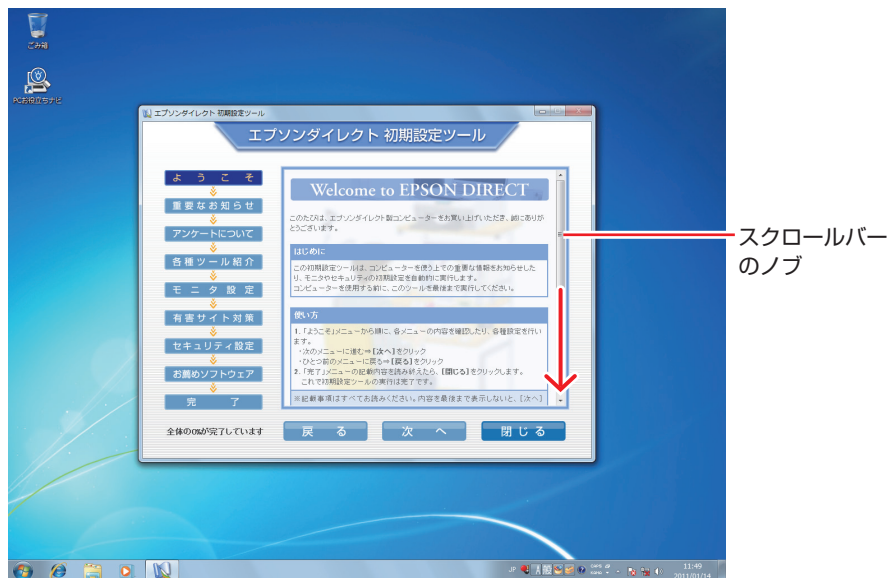 ごみ箱
PCお役立ちナビ
エプソンダイレクト 初期設定ツール
エプソンダイレクト 初期設定ツール
ようこそ
重要なお知らせ
アンケートについて
各種ツール紹介
モニタ設定
有害サイト対策
セキュリティ設定
お薦めソフトウェア
完了
全体の0%が完了しています
Welcome to EPSON DIRECT
このたびは、エプソンダイレクト製コンピューターをお買い上げいただき、誠にありが
とうございます。
はじめに
この初期設定ツールは、コンピューターを使う上での重要な情報をお知らせした
り、モニタやセキュリティの初期設定を自動的に実行します。
コンピューターを使用する前に、このツールを最後まで実行してください。
使い方
1.「ようこそ」メニューから順に、各メニューの内容を確認したり、各種設定を行い
ます。
・次のメニューに進む⇒[次へ]をクリック
・ひとつ前のメニューに戻る⇒[戻る]をクリック
2.「完了」メニューの記載内容を読み終えたら、[閉じる]をクリックします。
これで初期設定ツールの実行は完了です。
※記載事項はすべてお読みください。内容を最後まで表示しないと、[次へ]
戻る
次へ
閉じる
スクロールバー
のノブ
JP
11:49
2011/01/14